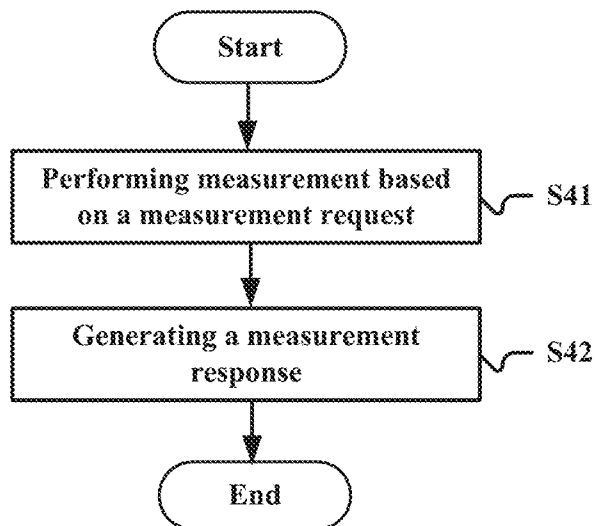 Start
Performing measurement based
on a measurement request
S41
Generating a measurement
response
S42
End